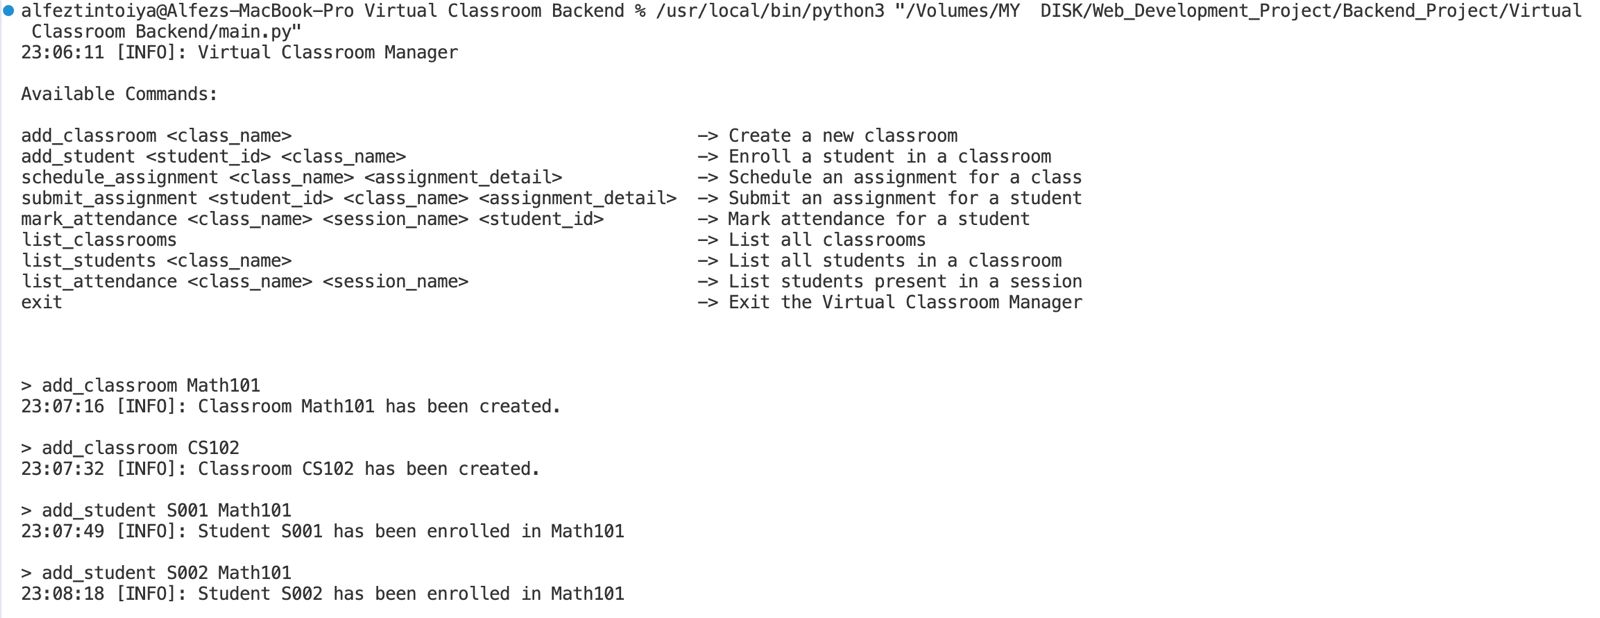 alfeztintoiya@Alfezs-MacBook-Pro Virtual Classroom Backend % /usr/local/bin/python3 "/Volumes/MY  DISK/Web_Development_Project/Backend_Project/Virtual
Classroom Backend/main.py"
23:06:11 [INFO]: Virtual Classroom Manager
Available Commands:
add_classroom <class_name> -> Create a new classroom
add_student <student_id> <class_name> -> Enroll a student in a classroom
schedule_assignment <class_name> <assignment_detail> -> Schedule an assignment for a class
submit_assignment <student_id> <class_name> <assignment_detail> -> Submit an assignment for a student
mark_attendance <class_name> <session_name> <student_id> -> Mark attendance for a student
list_classrooms -> List all classrooms
list_students <class_name> -> List all students in a classroom
list_attendance <class_name> <session_name> -> List students present in a session
exit -> Exit the Virtual Classroom Manager
> add_classroom Math101
23:07:16 [INFO]: Classroom Math101 has been created.
> add_classroom CS102
23:07:32 [INFO]: Classroom CS102 has been created.
> add_student S001 Math101
23:07:49 [INFO]: Student S001 has been enrolled in Math101
> add_student S002 Math101
23:08:18 [INFO]: Student S002 has been enrolled in Math101